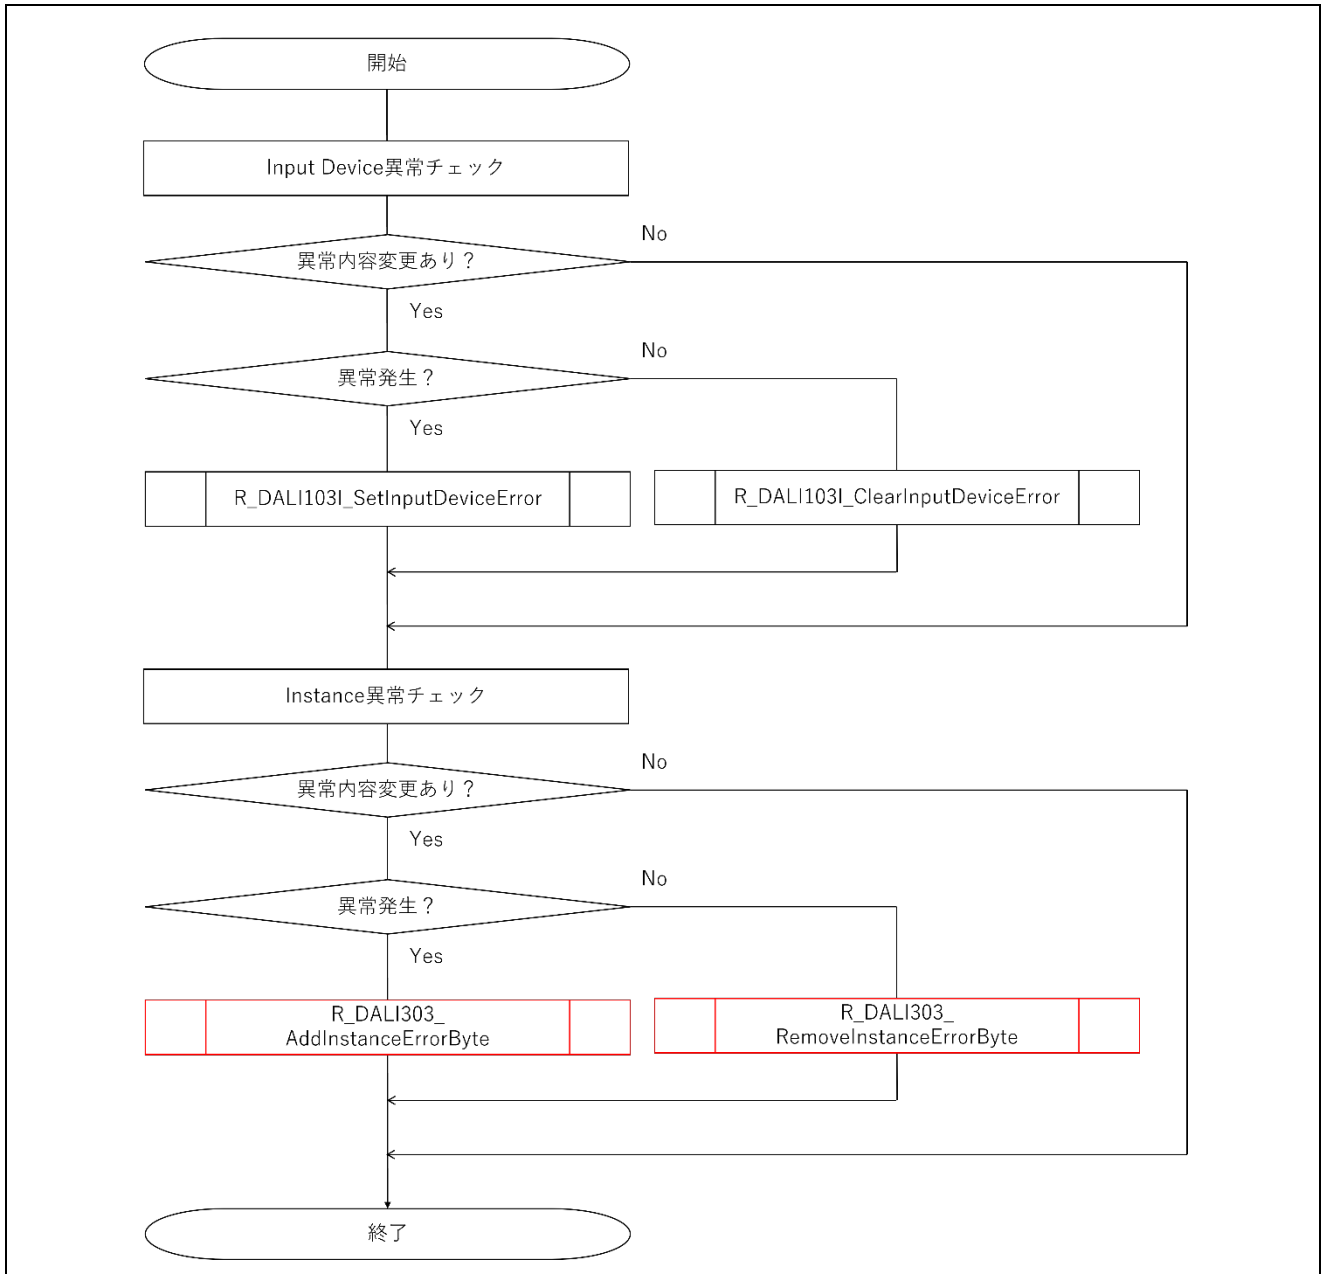 開始
Input Device異常チェック
No
異常内容変更あり？
Yes
No
異常発生？
Yes
R_DALI103I_SetInputDeviceError
R_DALI103I_ClearInputDeviceError
Instance異常チェック
No
異常内容変更あり？
Yes
No
異常発生？
Yes
R_DALI303_
AddInstanceErrorByte
R_DALI303_
RemoveInstanceErrorByte
終了